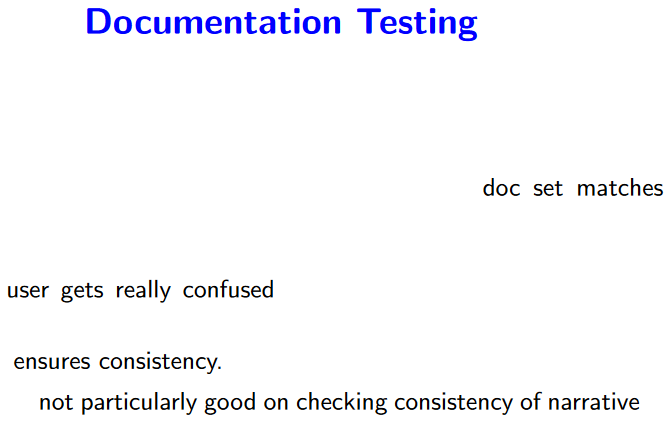 Documentation Testing
doc set matches
user gets really confused
ensures consistency.
not particularly good on checking consistency of narrative